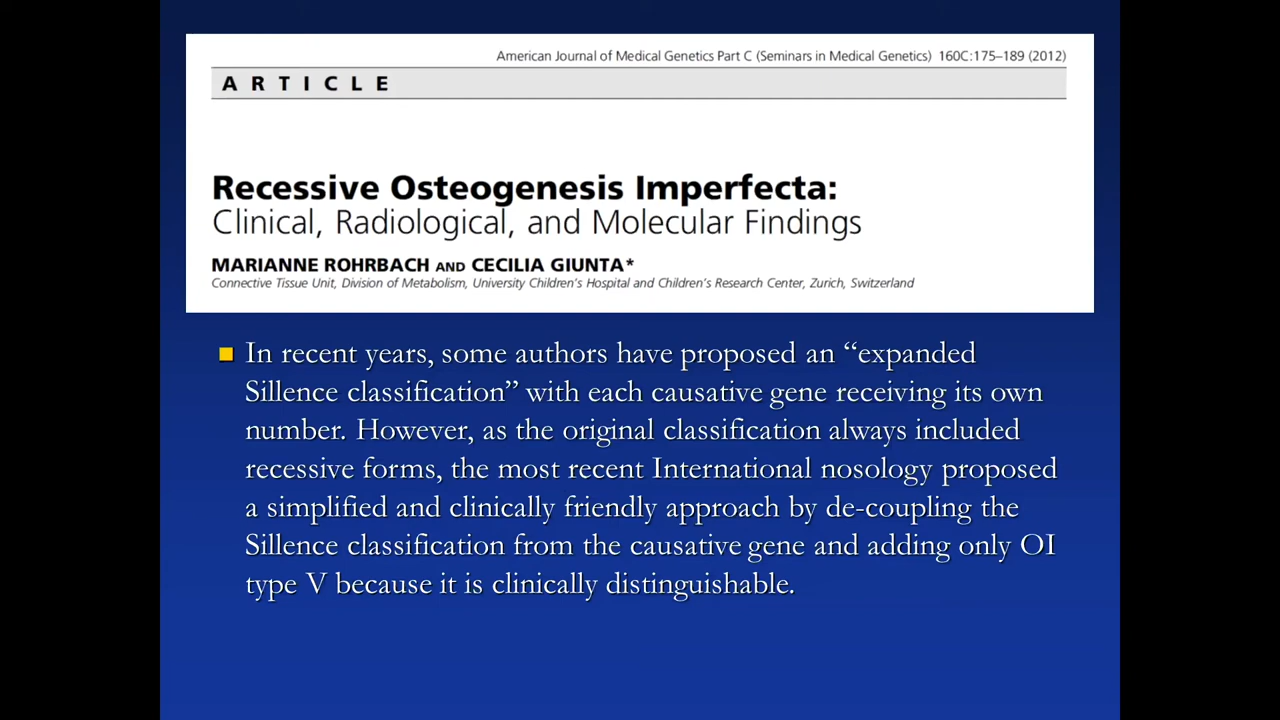 American Journal of Medical Genetics Part C (Seminars in Medical Genetics) 160C:175–189 (2012)
ARTICLE
Recessive Osteogenesis Imperfecta:
Clinical, Radiological, and Molecular Findings
MARIANNE ROHRBACH AND CECILIA GIUNTA*
Connective Tissue Unit, Division of Metabolism, University Children's Hospital and Children's Research Center, Zurich, Switzerland
In recent years, some authors have proposed an “expanded
Sillence classification” with each causative gene receiving its own
number. However, as the original classification always included
recessive forms, the most recent International nosology proposed
a simplified and clinically friendly approach by de-coupling the
Sillence classification from the causative gene and adding only OI
type V because it is clinically distinguishable.